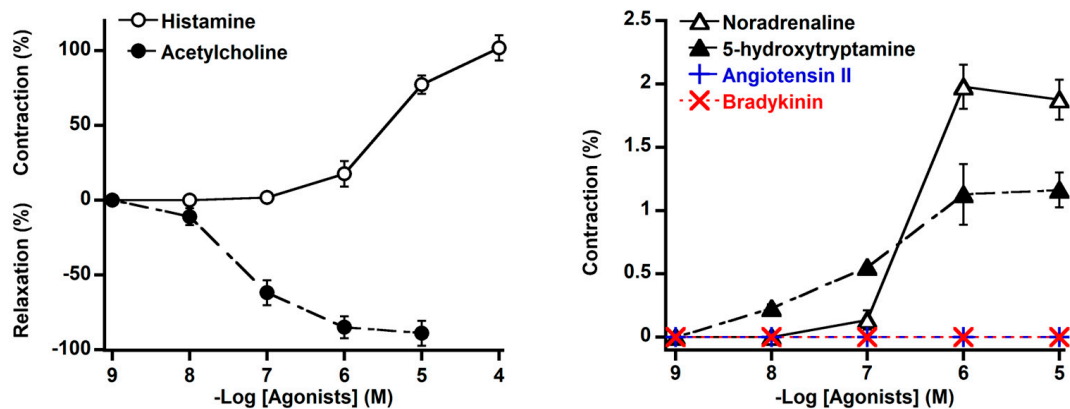 Histamine
Acetylcholine
Contraction (%)
Relaxation (%)
100
50
0
-50
-100
9 8 7 6 5 4
-Log [Agonists] (M)
Noradrenaline
5-hydroxytryptamine
Angiotensin II
Bradykinin
Contraction (%)
2.5
2
1.5
1
0.5
0
9 8 7 6 5
-Log [Agonists] (M)